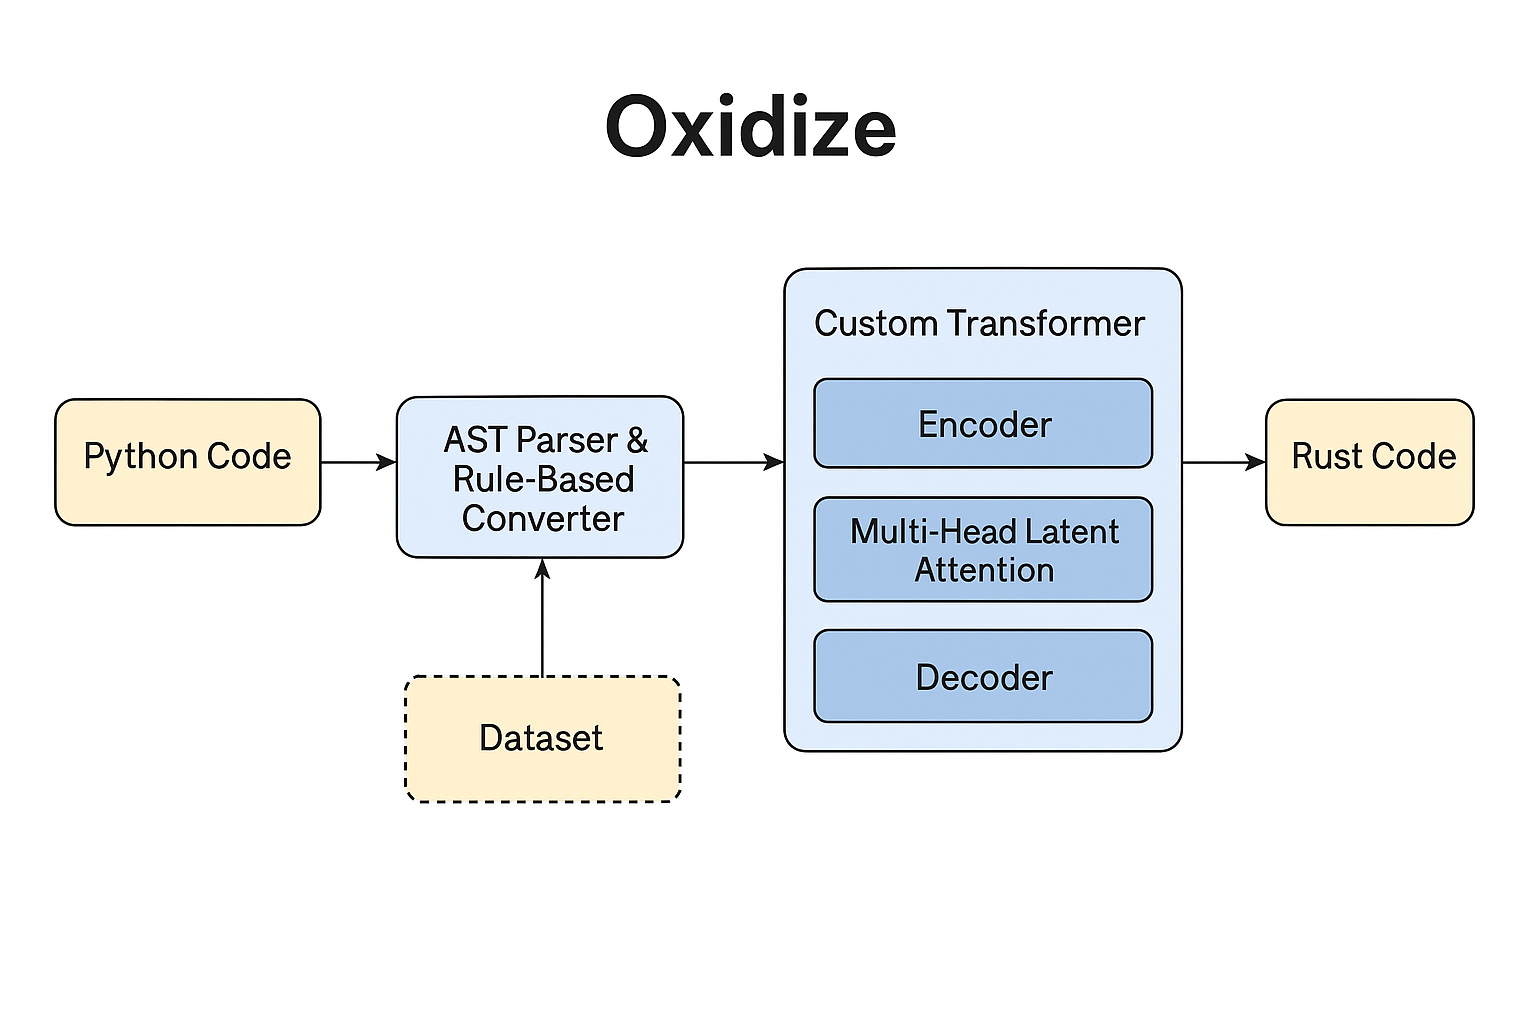 Oxidize
Python Code
AST Parser &
Rule-Based
Converter
Dataset
Custom Transformer
Encoder
Multi-Head Latent
Attention
Decoder
Rust Code